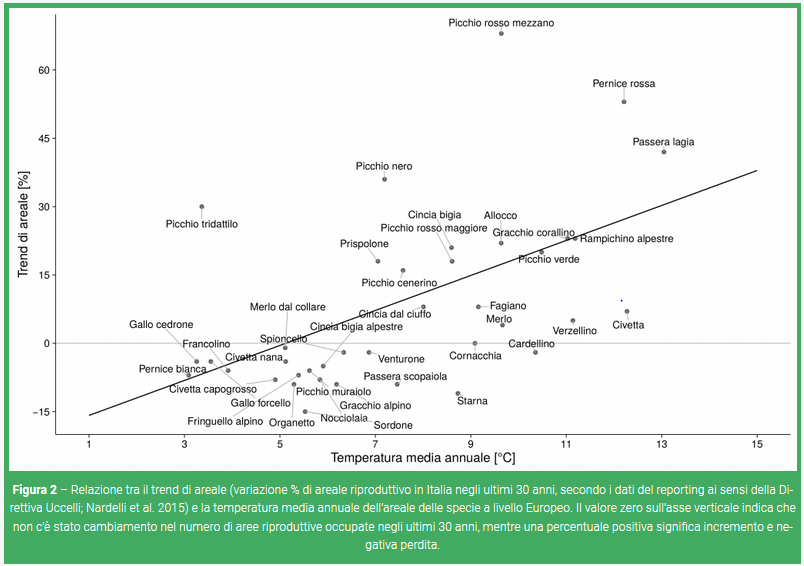 Picchio rosso mezzano
60
Pernice rossa
45
Passera lagia
Picchio nero
30
Picchio tridattilo
Cincia bigia
Allocco
Picchio rosso maggiore
Gracchio corallino
Rampichino alpestre
Prispolone
Picchio verde
15
Picchio cenerino
Merlo dal collare
Cincia dal ciuffo
Fagiano
Merlo
Gallo cedrone
Cincia bigia alpestre
Verzellino
Civetta
Spioncello
Francolino
Cardellino
0
Civetta nana
Venturone
Cornacchia
Pernice bianca
Passera scopaiola
Civetta capogrosso
Picchio muraiolo
Starna
Gallo forcello
Gracchio alpino
−15
Fringuello alpino
Organetto
Nocciolaia
Sordone
Trend di areale [%]
1 3 5 7 9 11 13 15
Temperatura media annuale [°C]
Figura 2 – Relazione tra il trend di areale (variazione % di areale riproduttivo in Italia negli ultimi 30 anni, secondo i dati del reporting ai sensi della Di-
rettiva Uccelli; Nardelli et al. 2015) e la temperatura media annuale dell'areale delle specie a livello Europeo. Il valore zero sull'asse verticale indica che
non c'è stato cambiamento nel numero di aree riproduttive occupate negli ultimi 30 anni, mentre una percentuale positiva significa incremento e ne-
gativa perdita.